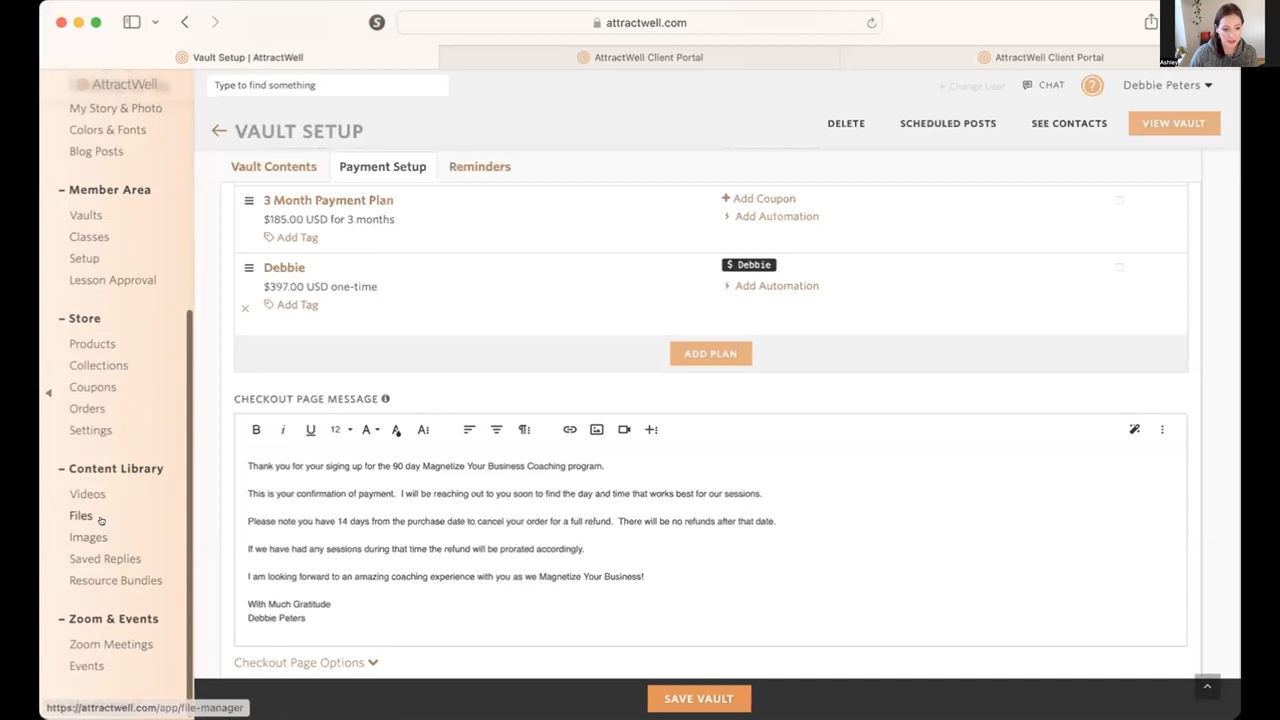 attractwell.com
Vault Setup | AttractWell
AttractWell Client Portal
AttractWell Client Portal
Ashley
AttractWell
Type to find something
Change User
CHAT
?
Debbie Peters
My Story & Photo
Colors & Fonts
Blog Posts
VAULT SETUP
DELETE
SCHEDULED POSTS
SEE CONTACTS
VIEW VAULT
Vault Contents
Payment Setup
Reminders
– Member Area
Vaults
Classes
Setup
Lesson Approval
– Store
Products
Collections
Coupons
Orders
Settings
– Content Library
Videos
Files
Images
Saved Replies
Resource Bundles
– Zoom & Events
Zoom Meetings
Events
3 Month Payment Plan
$185.00 USD for 3 months
Add Tag
+ Add Coupon
Add Automation
Debbie
$397.00 USD one-time
Add Tag
$ Debbie
Add Automation
ADD PLAN
CHECKOUT PAGE MESSAGE
B i U 12 A
Thank you for your siging up for the 90 day Magnetize Your Business Coaching program.
This is your confirmation of payment. I will be reaching out to you soon to find the day and time that works best for our sessions.
Please note you have 14 days from the purchase date to cancel your order for a full refund. There will be no refunds after that date.
If we have had any sessions during that time the refund will be prorated accordingly.
I am looking forward to an amazing coaching experience with you as we Magnetize Your Business!
With Much Gratitude
Debbie Peters
Checkout Page Options
SAVE VAULT
https://attractwell.com/app/file-manager